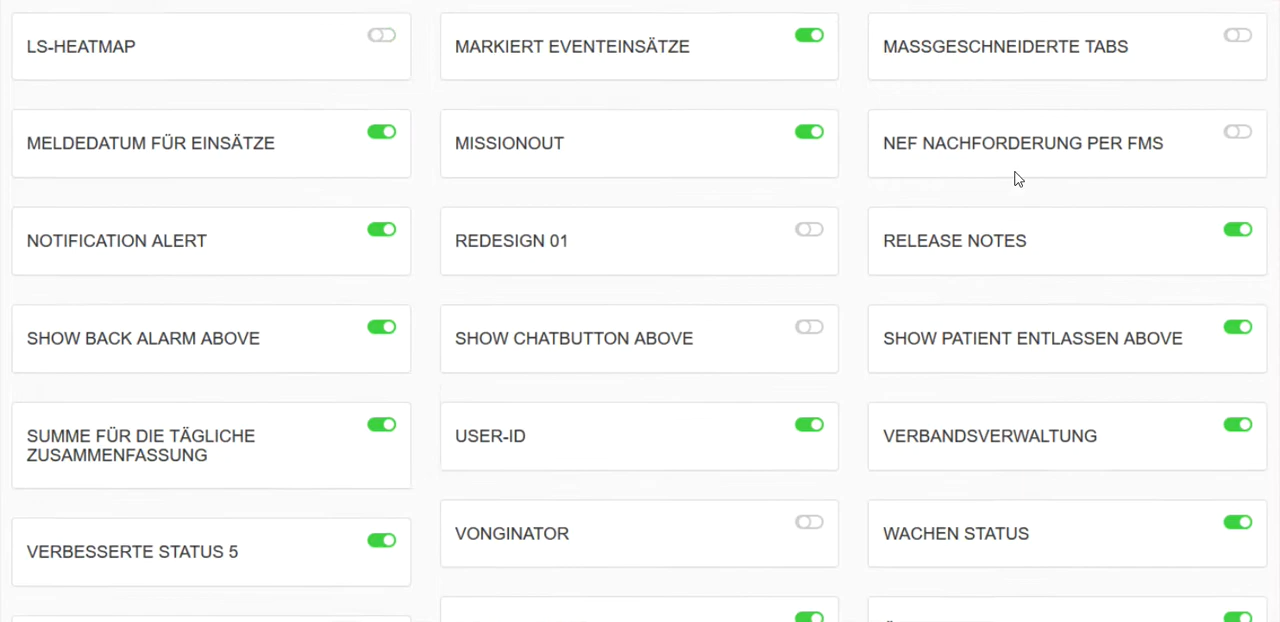 LS-HEATMAP
MARKIERT EVENTEINSÄTZE
MASSGESCHNEIDERTE TABS
MELDEDATUM FÜR EINSÄTZE
MISSIONOUT
NEF NACHFORDERUNG PER FMS
NOTIFICATION ALERT
REDESIGN 01
RELEASE NOTES
SHOW BACK ALARM ABOVE
SHOW CHATBUTTON ABOVE
SHOW PATIENT ENTLASSEN ABOVE
SUMME FÜR DIE TÄGLICHE
ZUSAMMENFASSUNG
USER-ID
VERBANDSVERWALTUNG
VERBESSERTE STATUS 5
VONGINATOR
WACHEN STATUS